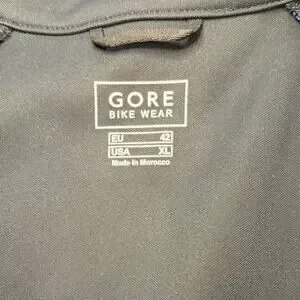 GORE
BIKE WEAR
EU 42
USA XL
Made in Morocco